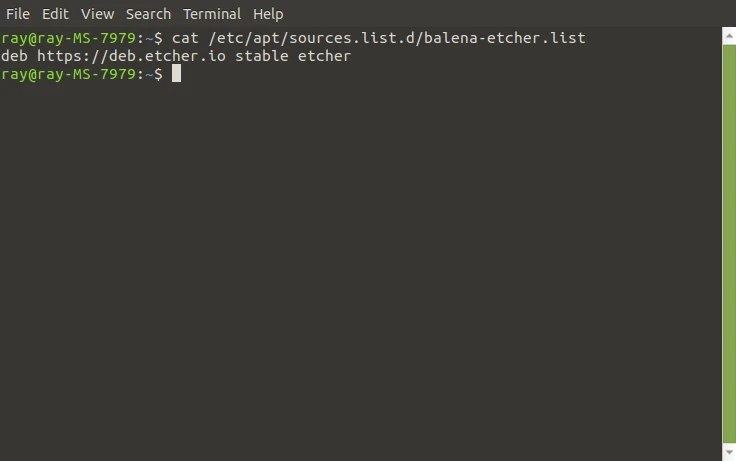 File Edit View Search Terminal Help
ray@ray-MS-7979:~$ cat /etc/apt/sources.list.d/balena-etcher.list
deb https://deb.etcher.io stable etcher
ray@ray-MS-7979:~$